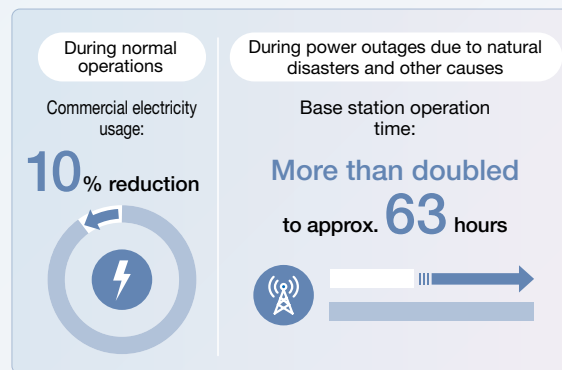 During normal
operations
Commercial electricity
usage:
10% reduction
During power outages due to natural
disasters and other causes
Base station operation
time:
More than doubled
to approx. 63 hours